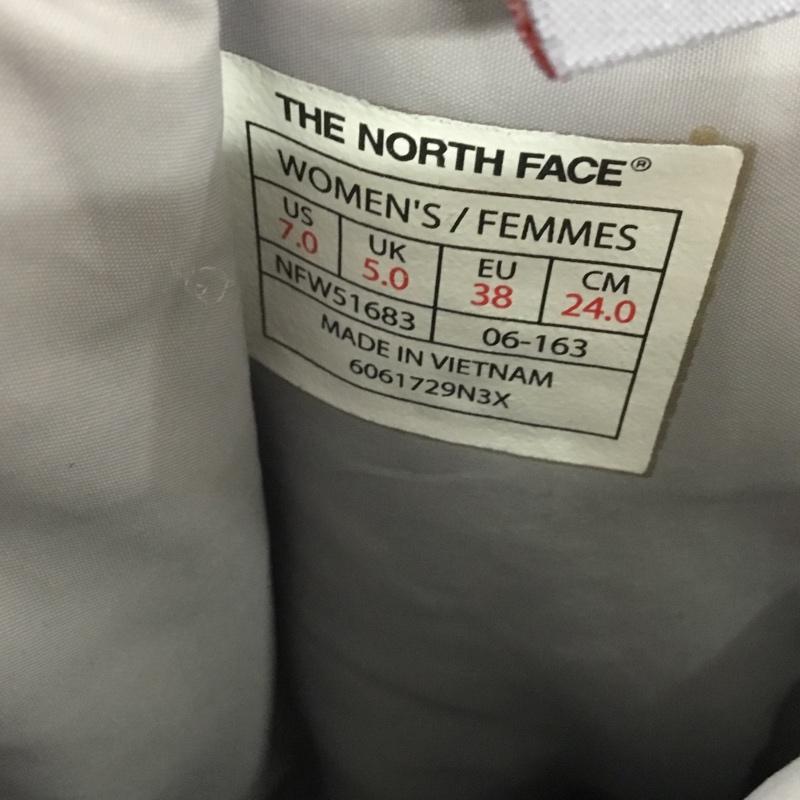 THE NORTH FACE®
WOMEN'S / FEMMES
US UK EU CM
7.0 5.0 38 24.0
NFW51683 06-163
MADE IN VIETNAM
6061729N3X